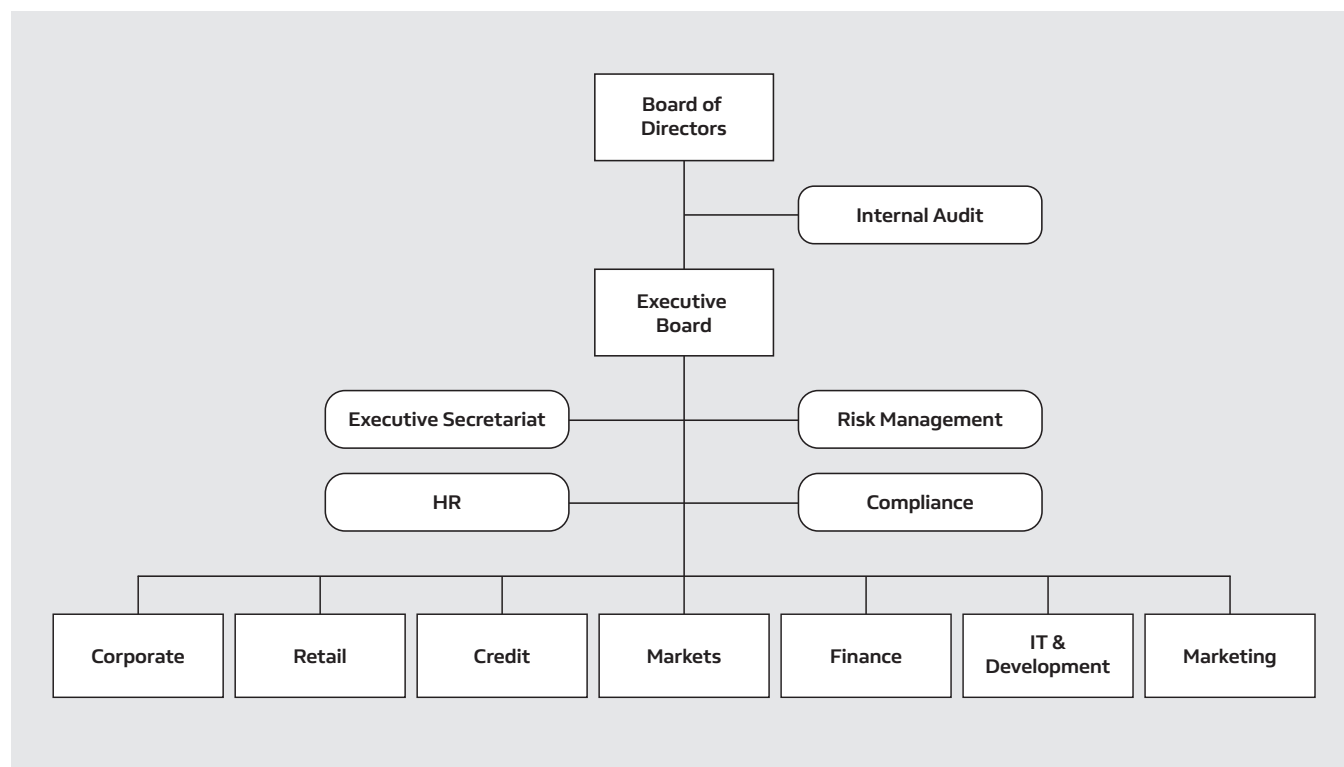 Board of
Directors
Internal Audit
Executive
Board
Executive Secretariat
Risk Management
HR
Compliance
Corporate
Retail
Credit
Markets
Finance
IT &
Development
Marketing